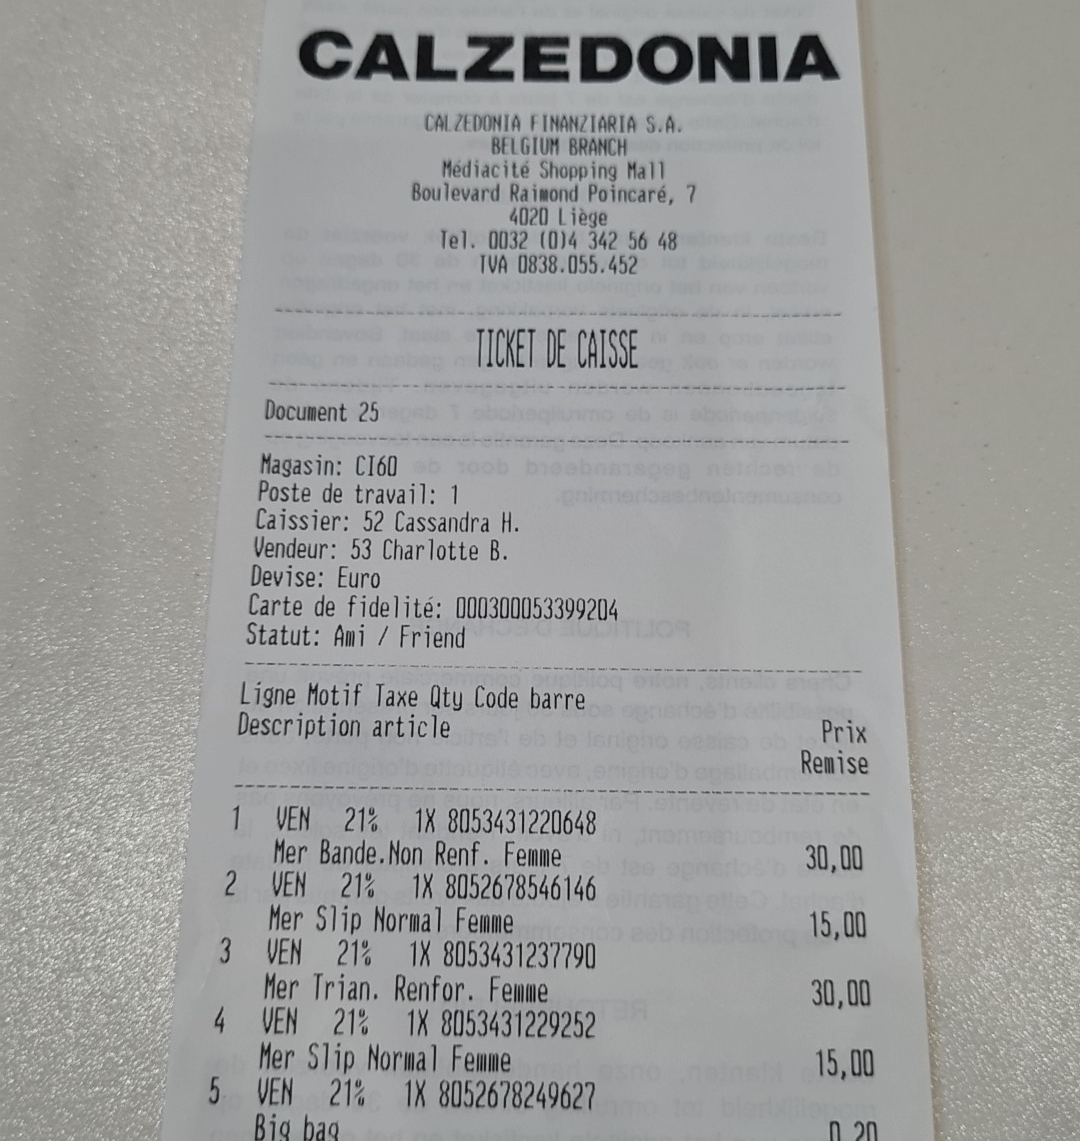 CALZEDONIA
CALZEDONIA FINANZIARIA S.A.
BELGIUM BRANCH
Médiacité Shopping Mall
Boulevard Raimond Poincaré, 7
4020 Liège
Tel. 0032 (0)4 342 56 48
TVA 0838.055.452
TICKET DE CAISSE
Document 25
Magasin: CI60
Poste de travail: 1
Caissier: 52 Cassandra H.
Vendeur: 53 Charlotte B.
Devise: Euro
Carte de fidelité: 000300053399204
Statut: Ami / Friend
Ligne Motif Taxe Qty Code barre
Description article Prix
Remise
1 VEN 21% 1X 8053431220648
Mer Bande.Non Renf. Femme 30,00
2 VEN 21% 1X 8052678546146
Mer Slip Normal Femme 15,00
3 VEN 21% 1X 8053431237790
Mer Trian. Renfor. Femme 30,00
4 VEN 21% 1X 8053431229252
Mer Slip Normal Femme 15,00
5 VEN 21% 1X 8052678249627
Big bag 0,20